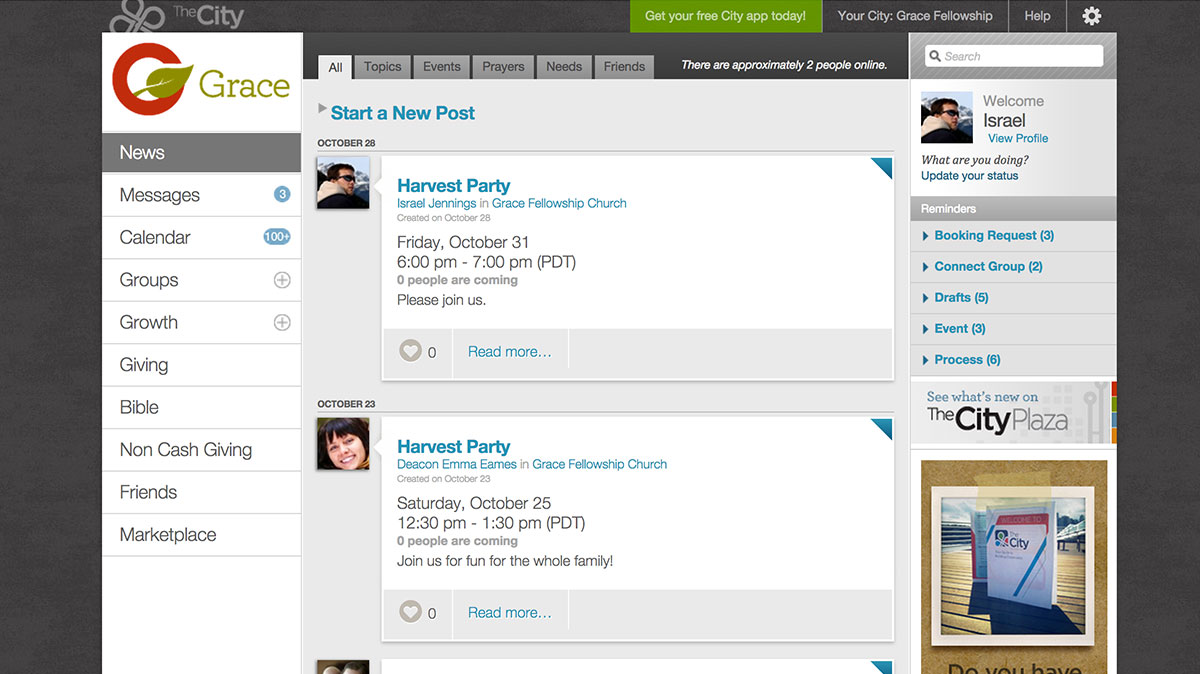 TheCity
Get your free City app today!
Your City: Grace Fellowship
Help
Grace
News
Messages
3
Calendar
100+
Groups
Growth
Giving
Bible
Non Cash Giving
Friends
Marketplace
All
Topics
Events
Prayers
Needs
Friends
There are approximately 2 people online.
Start a New Post
OCTOBER 28
Harvest Party
Israel Jennings in Grace Fellowship Church
Created on October 28
Friday, October 31
6:00 pm - 7:00 pm (PDT)
0 people are coming
Please join us.
0
Read more...
OCTOBER 23
Harvest Party
Deacon Emma Eames in Grace Fellowship Church
Created on October 23
Saturday, October 25
12:30 pm - 1:30 pm (PDT)
0 people are coming
Join us for fun for the whole family!
0
Read more...
Search
Welcome
Israel
View Profile
What are you doing?
Update your status
Reminders
Booking Request (3)
Connect Group (2)
Drafts (5)
Event (3)
Process (6)
See what's new on
TheCityPlaza
WELCOME TO
The
City
Do you have